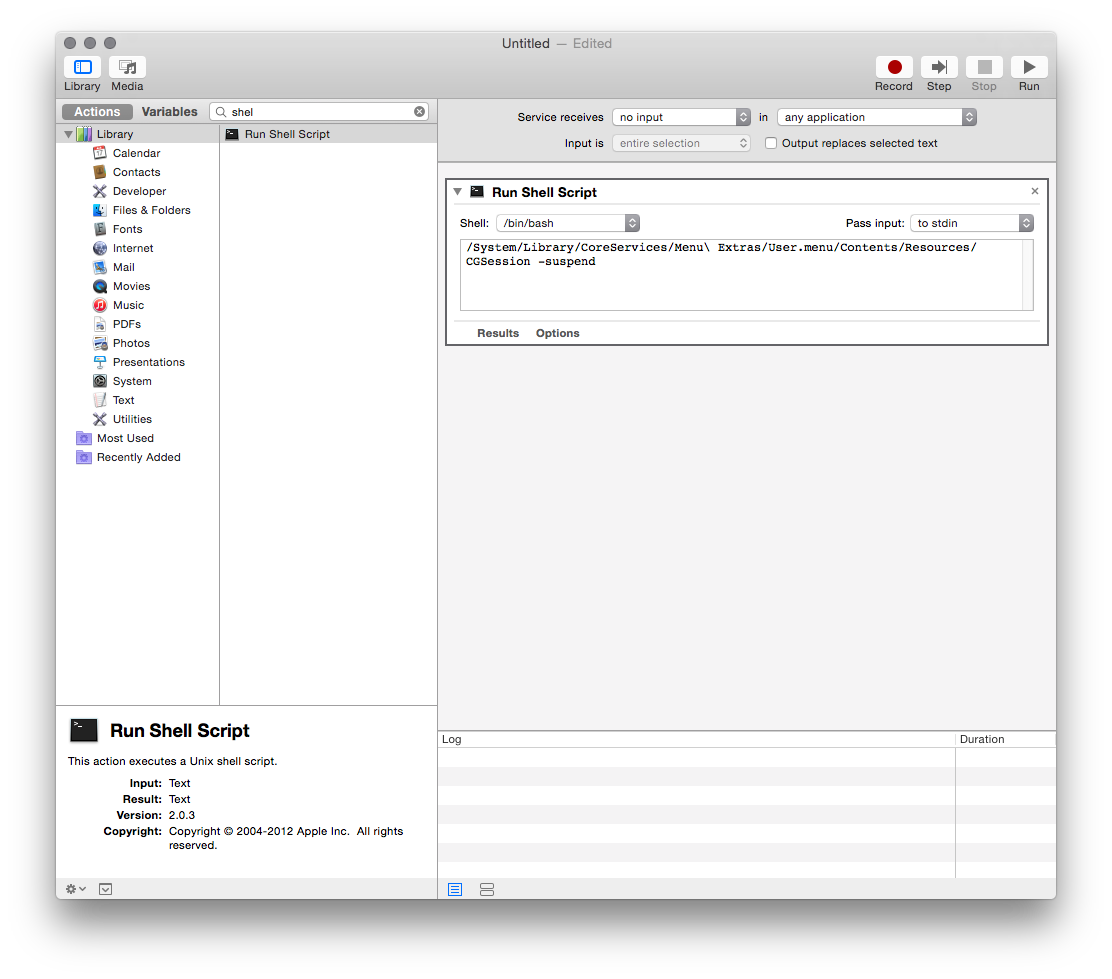 Untitled — Edited
Library
Media
Record
Step
Stop
Run
Actions
Variables
shel
Library
Calendar
Contacts
Developer
Files & Folders
Fonts
Internet
Mail
Movies
Music
PDFs
Photos
Presentations
System
Text
Utilities
Most Used
Recently Added
Run Shell Script
Service receives no input in any application
Input is entire selection Output replaces selected text
Run Shell Script
Shell: /bin/bash Pass input: to stdin
/System/Library/CoreServices/Menu\ Extras/User.menu/Contents/Resources/
CGSession -suspend
Results Options
Run Shell Script
This action executes a Unix shell script.
Input: Text
Result: Text
Version: 2.0.3
Copyright: Copyright © 2004-2012 Apple Inc. All rights
reserved.
Log
Duration